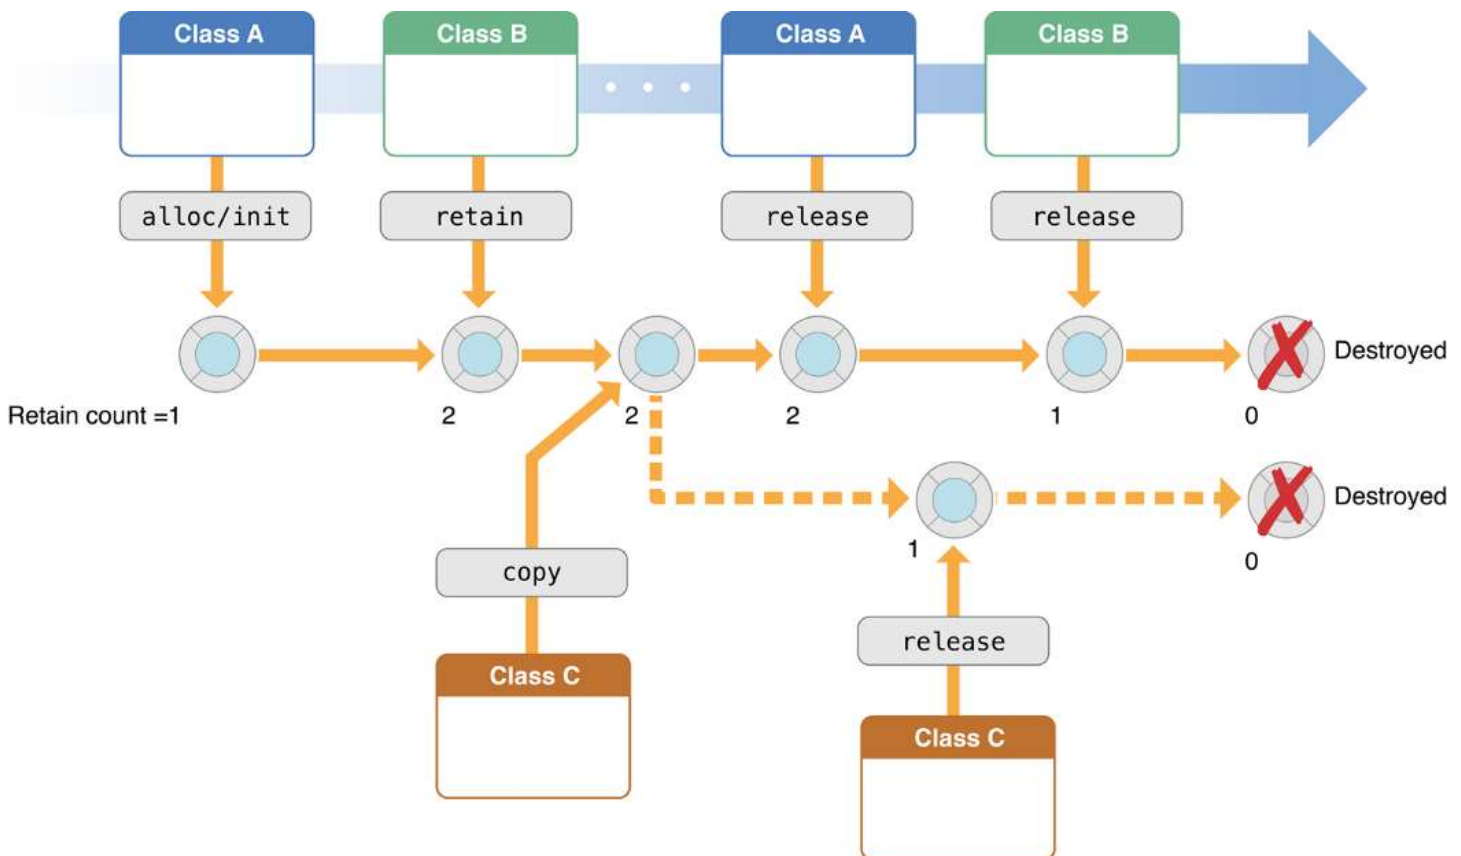 Class A
Class B
Class A
Class B
alloc/init
retain
release
release
Destroyed
Retain count =1
2
2
2
1
0
Destroyed
1
0
copy
release
Class C
Class C